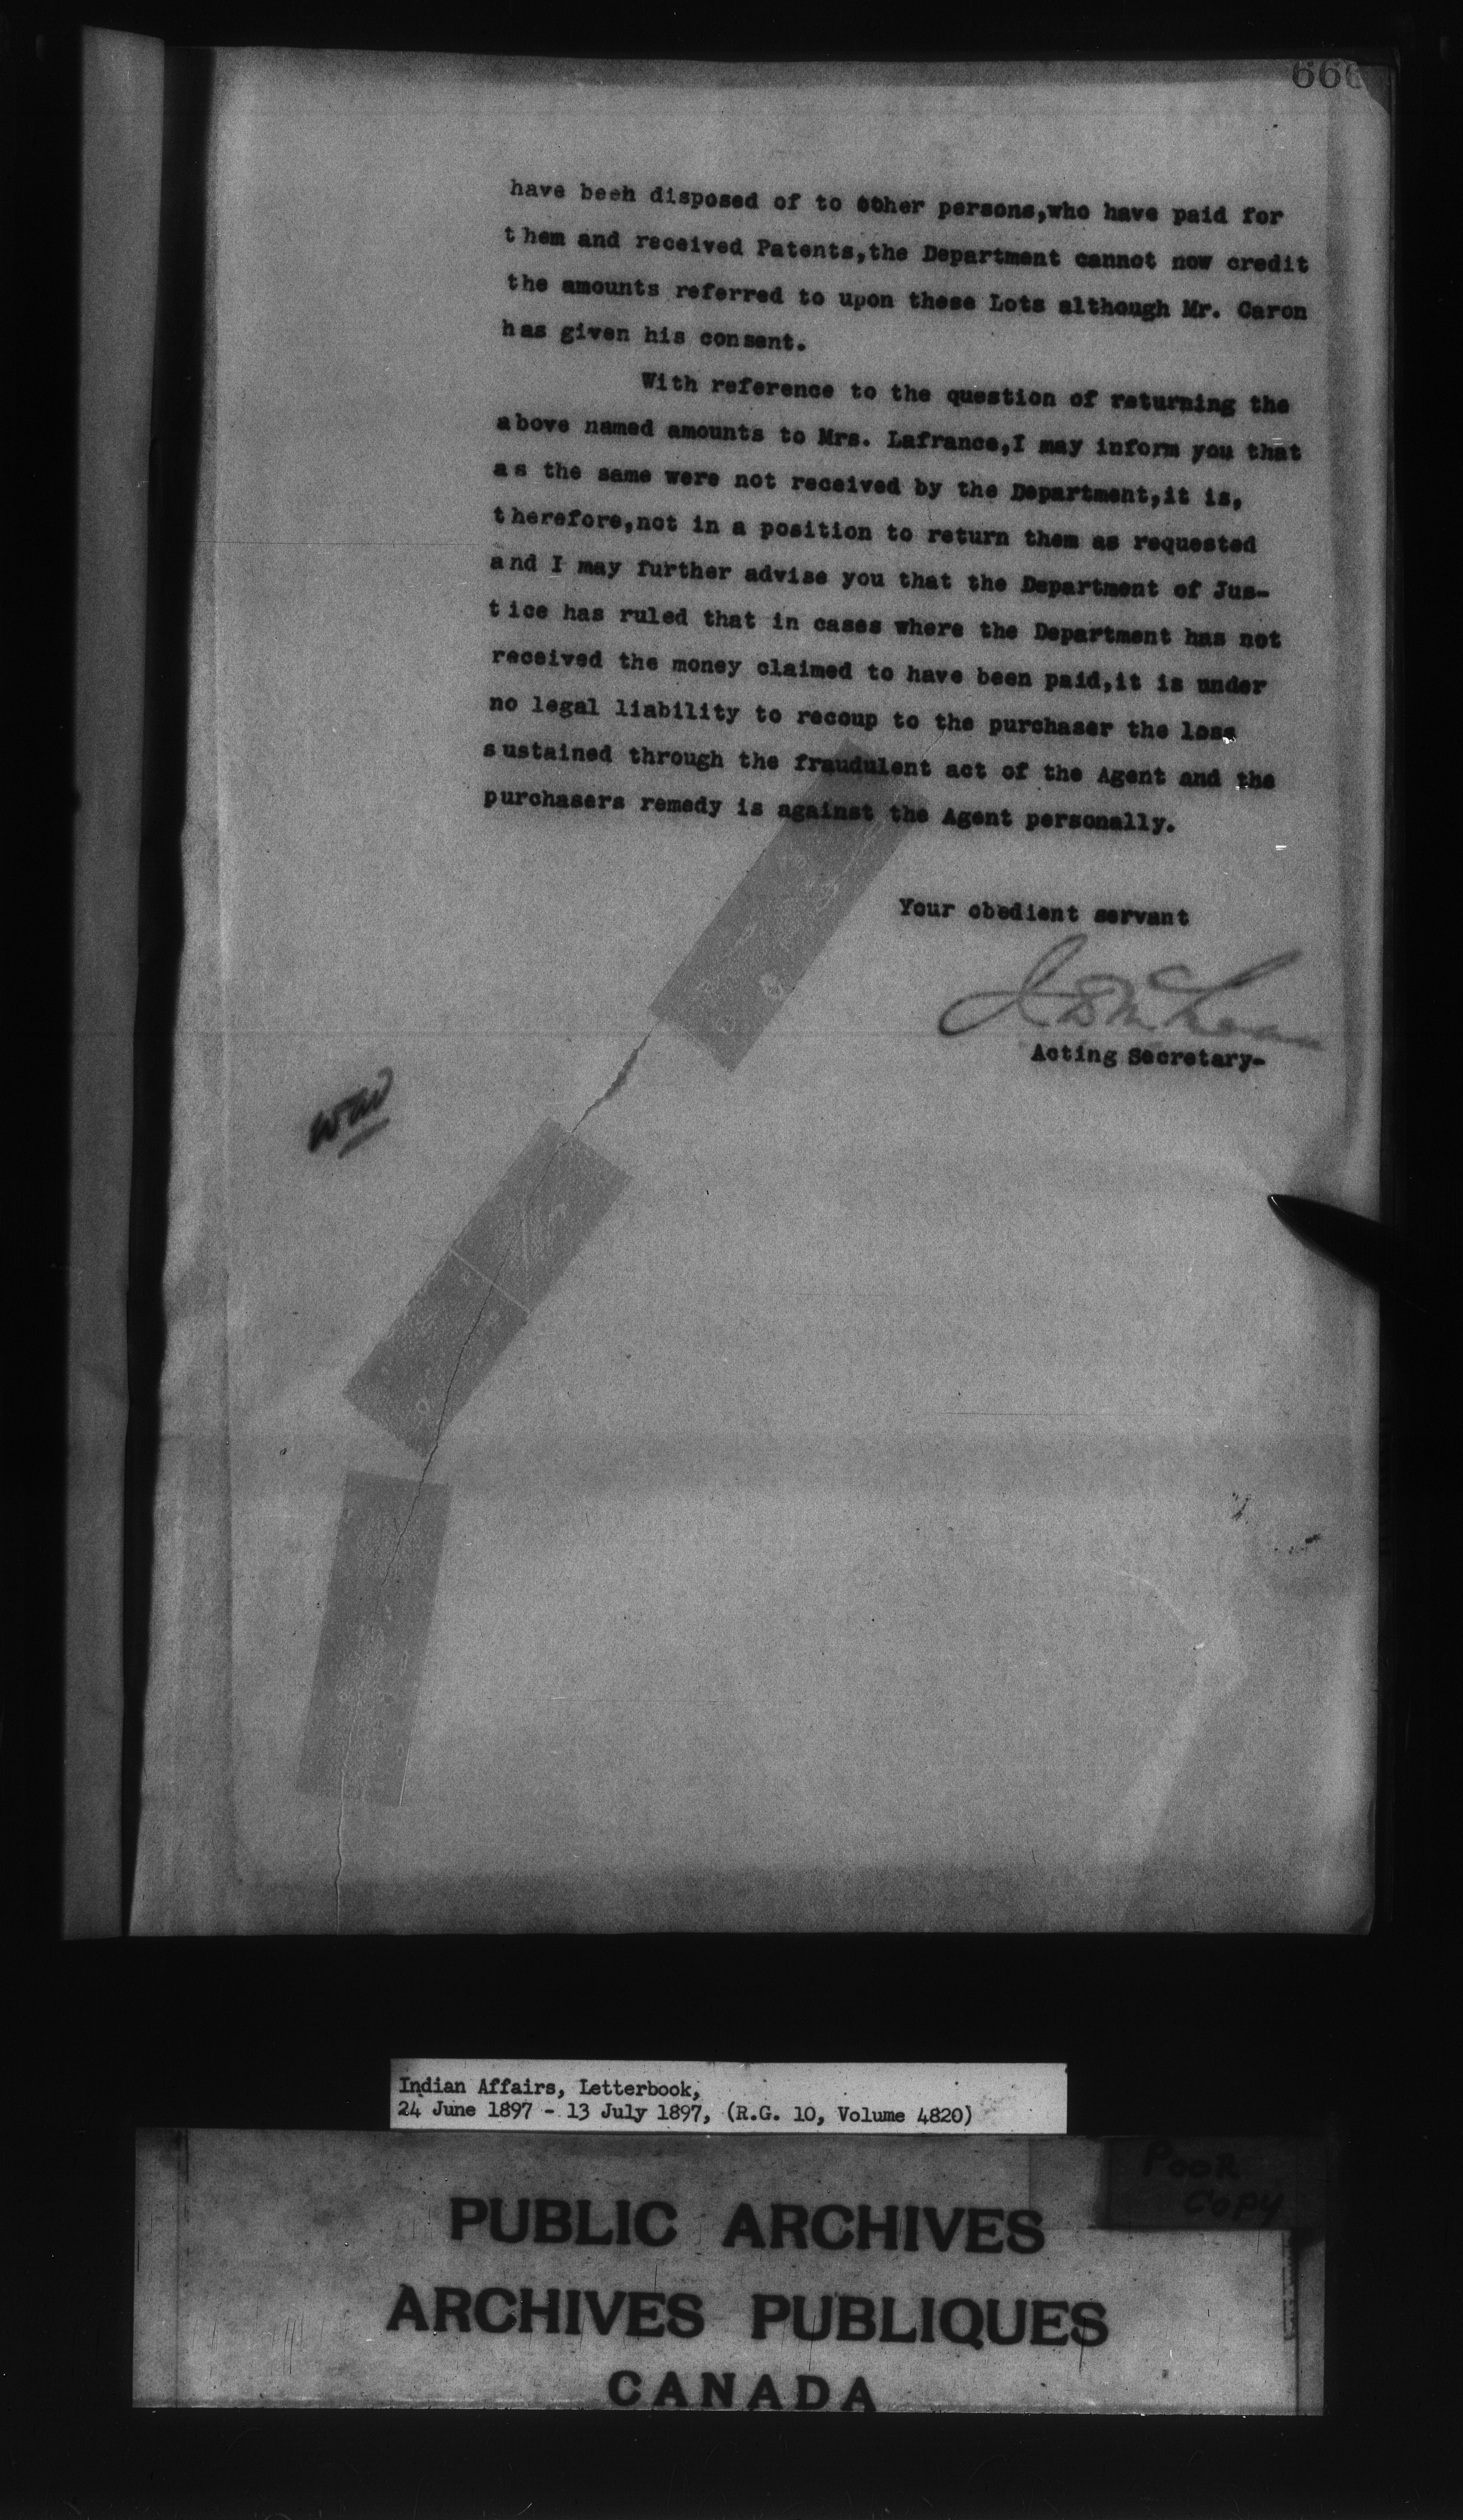 666
have beeh disposed of to other persons,who have paid for
them and received Patents,the Department cannot now credit
the amounts referred to upon these Lots although Mr. Caron
has given his consent.
With reference to the question of returning the
above named amounts to Mrs. Lafrance,I may inform you that
as the same were not received by the Department,it is,
therefore,not in a position to return them as requested
and I may further advise you that the Department of Jus-
tice has ruled that in cases where the Department has not
received the money claimed to have been paid,it is under
no legal liability to recoup to the purchaser the loss
sustained through the fraudulent act of the Agent and the
purchasers remedy is against the Agent personally.
Your obedient servant
JDMcLean
Acting Secretary-
WW
Indian Affairs, Letterbook,
24 June 1897 - 13 July 1897, (R.G. 10, Volume 4820)
POOR
COPY
PUBLIC ARCHIVES
ARCHIVES PUBLIQUES
CANADA